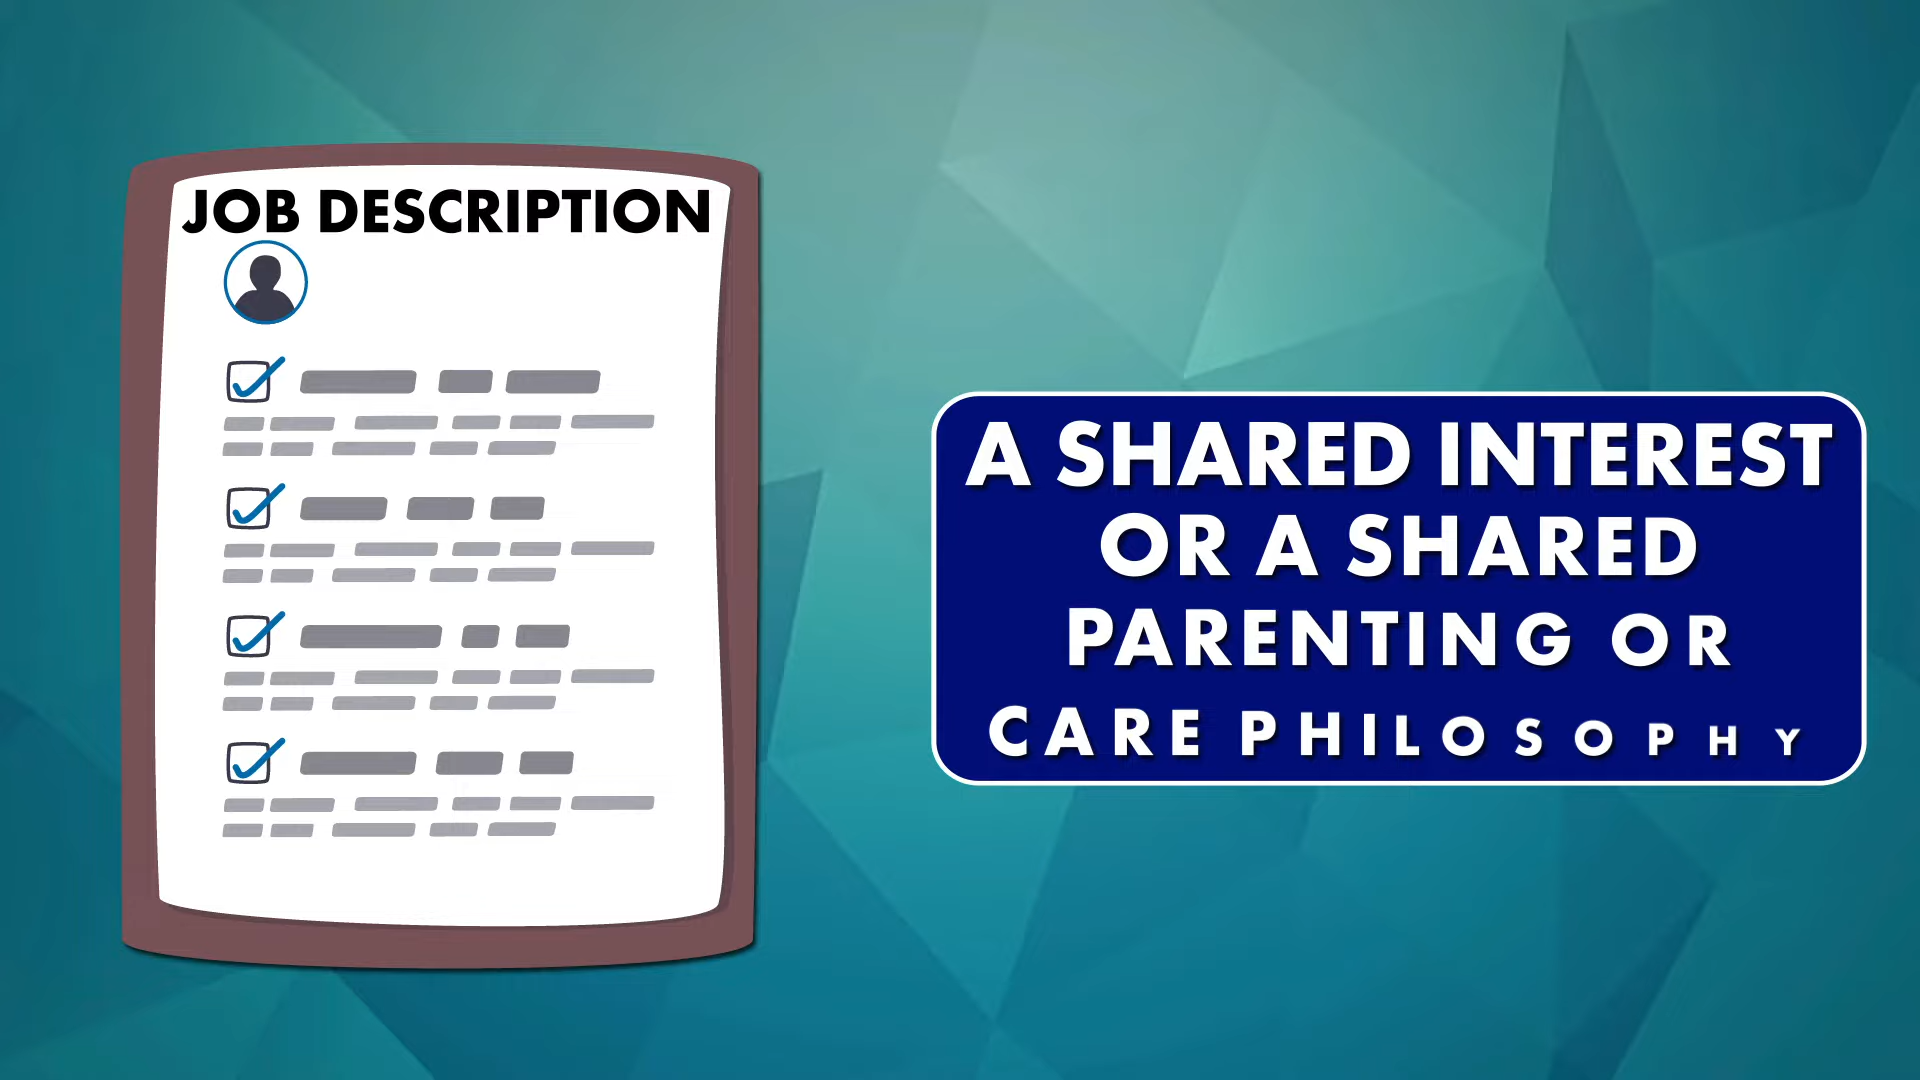 JOB DESCRIPTION
A SHARED INTEREST
OR A SHARED
PARENTING OR
CARE PHILOSOPHY